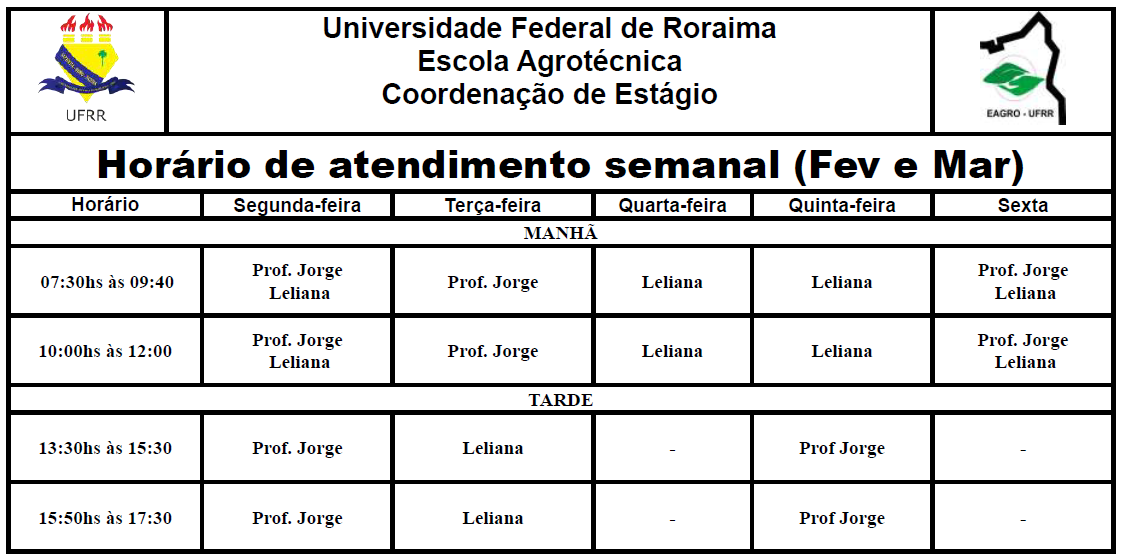 Universidade Federal de Roraima
Escola Agrotécnica
Coordenação de Estágio
UFRR
EAGRO - UFRR
Horário de atendimento semanal (Fev e Mar)
Horário Segunda-feira Terça-feira Quarta-feira Quinta-feira Sexta
MANHÃ
07:30hs às 09:40 Prof. Jorge Leliana Prof. Jorge Leliana Leliana Prof. Jorge Leliana
10:00hs às 12:00 Prof. Jorge Leliana Prof. Jorge Leliana Leliana Prof. Jorge Leliana
TARDE
13:30hs às 15:30 Prof. Jorge Leliana - Prof Jorge -
15:50hs às 17:30 Prof. Jorge Leliana - Prof Jorge -